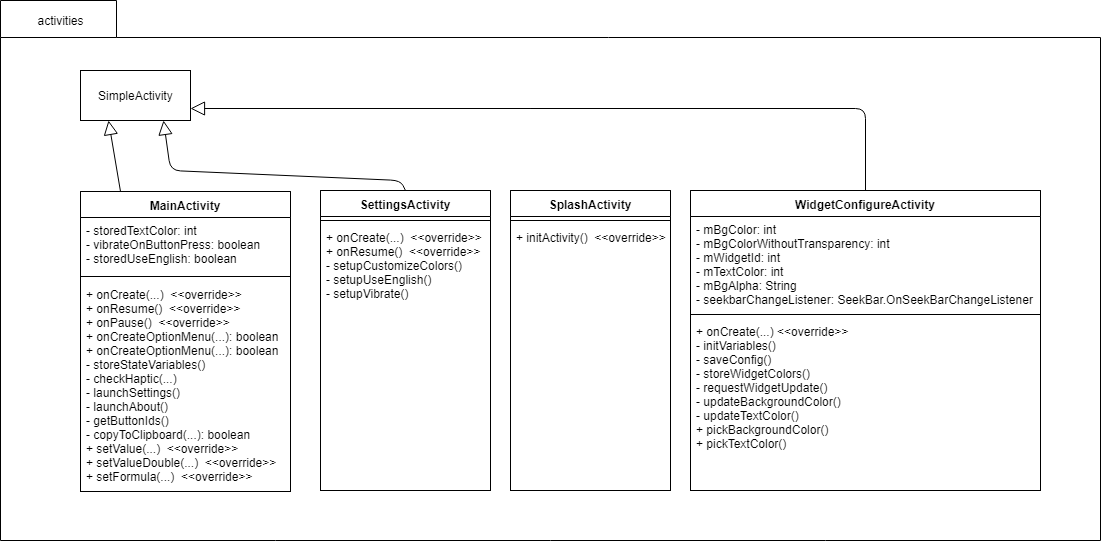 activities
SimpleActivity
MainActivity
- storedTextColor: int
- vibrateOnButtonPress: boolean
- storedUseEnglish: boolean
+ onCreate(...)  <<override>>
+ onResume()  <<override>>
+ onPause()  <<override>>
+ onCreateOptionMenu(...): boolean
+ onCreateOptionMenu(...): boolean
- storeStateVariables()
- checkHaptic(...)
- launchSettings()
- launchAbout()
- getButtonIds()
- copyToClipboard(...): boolean
+ setValue(...)  <<override>>
+ setValueDouble(...)  <<override>>
+ setFormula(...)  <<override>>
SettingsActivity
+ onCreate(...)  <<override>>
+ onResume()  <<override>>
- setupCustomizeColors()
- setupUseEnglish()
- setupVibrate()
SplashActivity
+ initActivity()  <<override>>
WidgetConfigureActivity
- mBgColor: int
- mBgColorWithoutTransparency: int
- mWidgetId: int
- mTextColor: int
- mBgAlpha: String
- seekbarChangeListener: SeekBar.OnSeekBarChangeListener
+ onCreate(...) <<override>>
- initVariables()
- saveConfig()
- storeWidgetColors()
- requestWidgetUpdate()
- updateBackgroundColor()
- updateTextColor()
+ pickBackgroundColor()
+ pickTextColor()